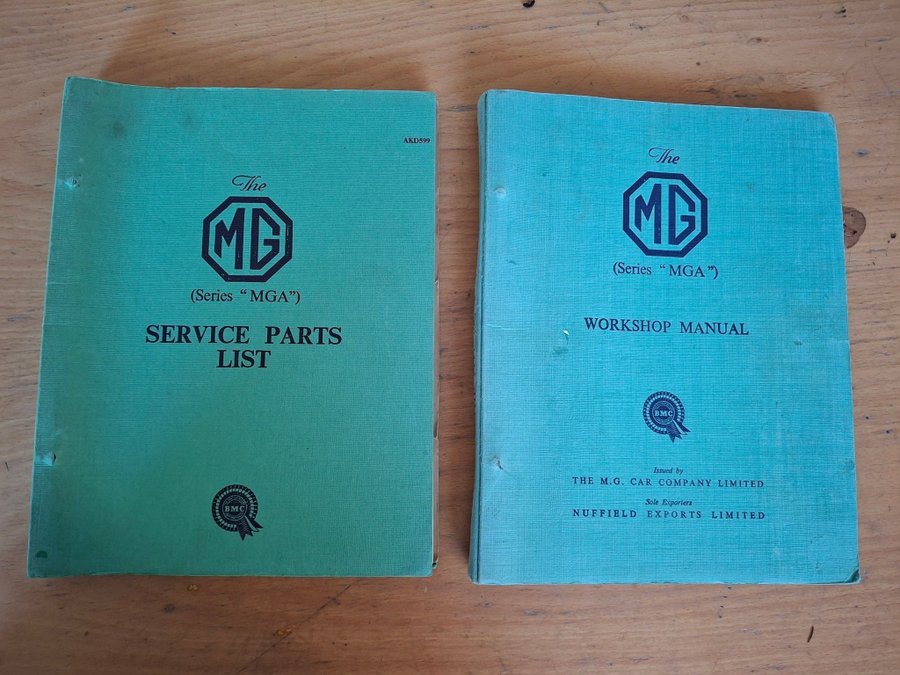 AKD599
The
MG
(Series “MGA”)
SERVICE PARTS
LIST
BMC
The
MG
(Series “MGA”)
WORKSHOP MANUAL
BMC
Issued by
THE M.G. CAR COMPANY LIMITED
Sole Exporters
NUFFIELD EXPORTS LIMITED